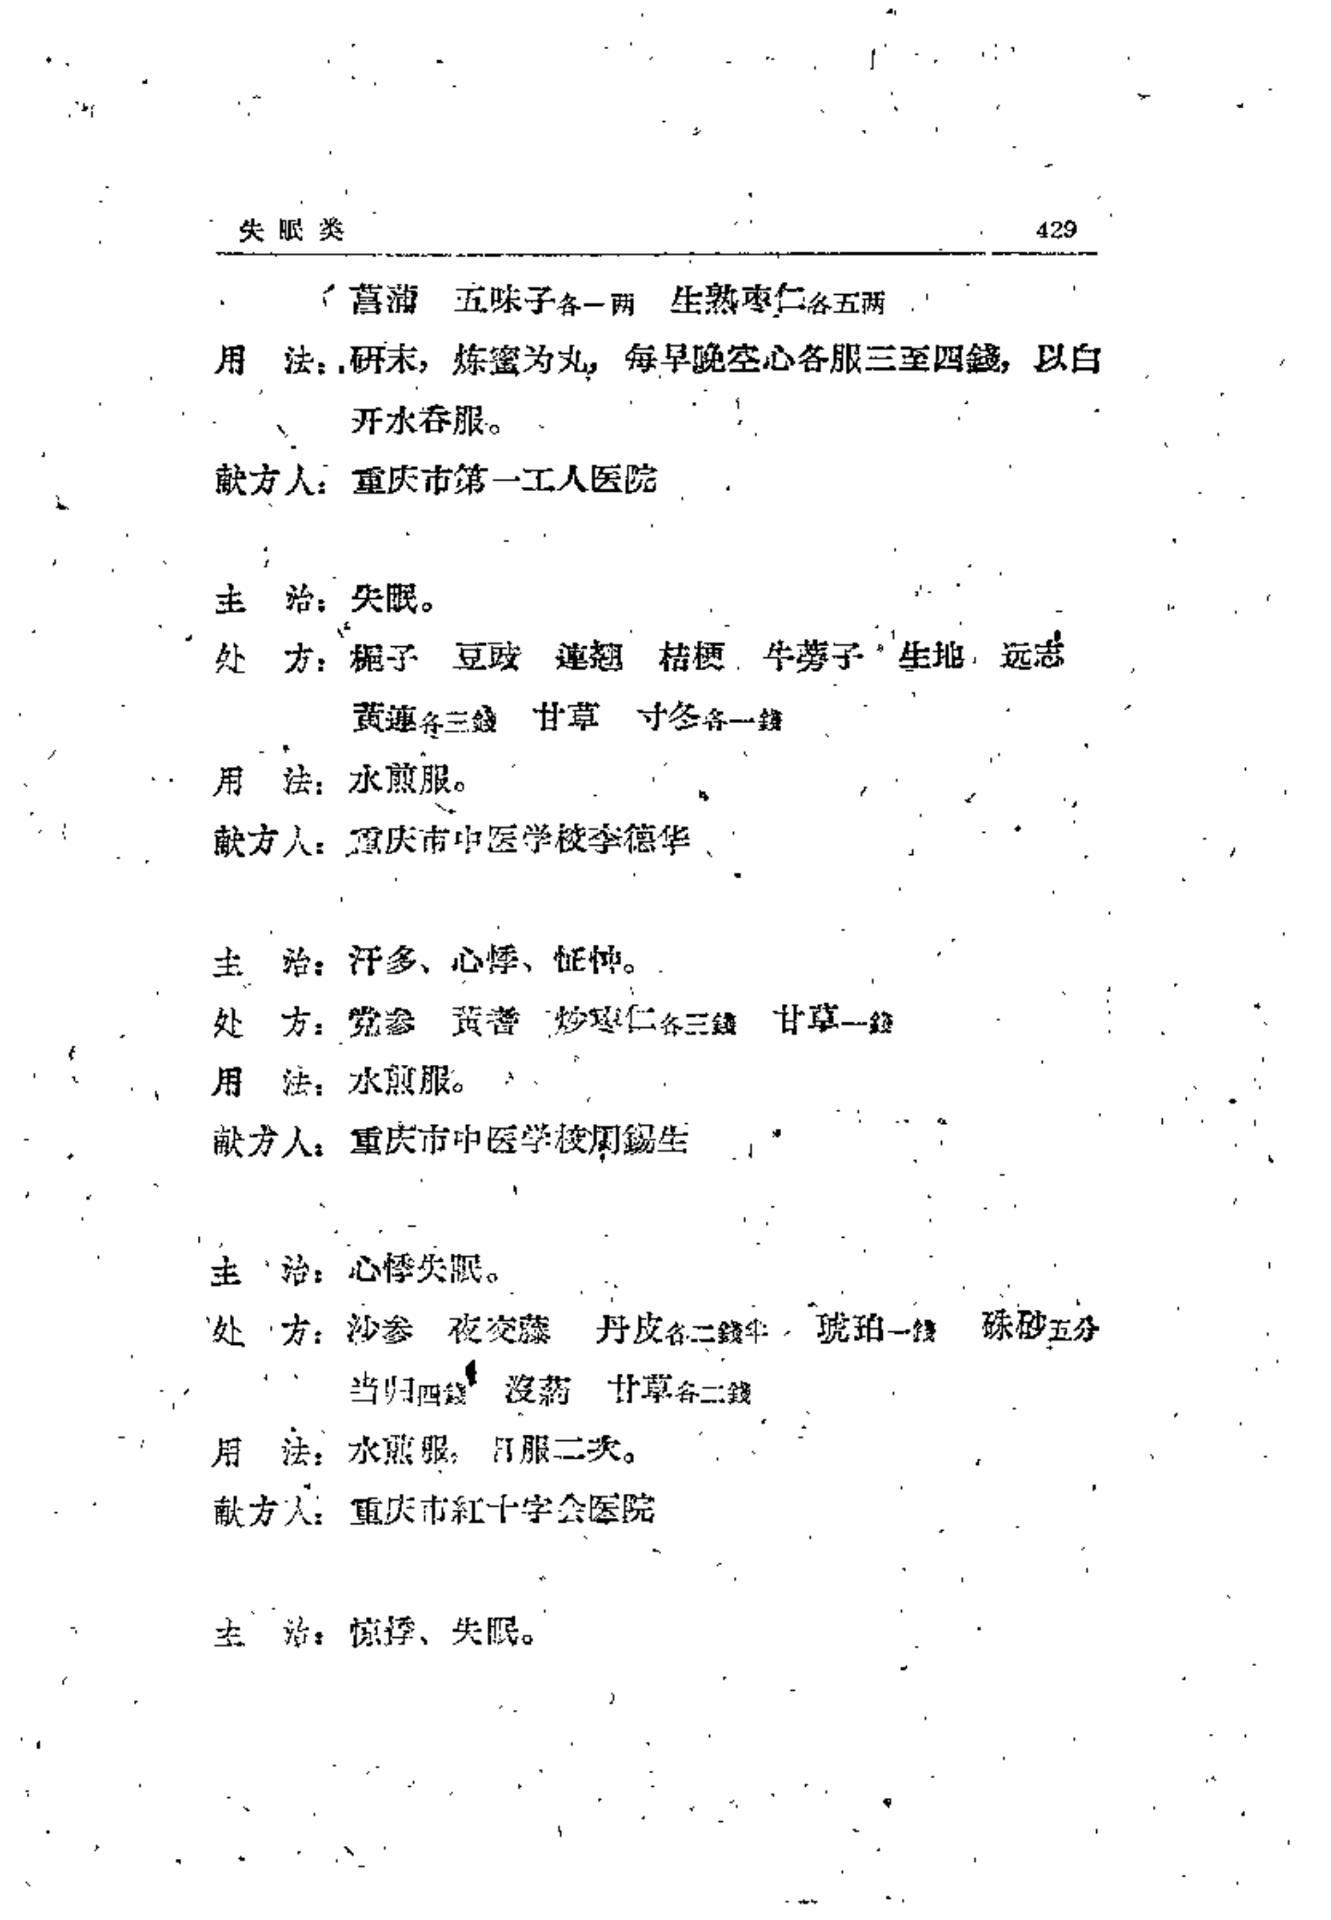 失眠类 429
菖蒲 五味子各一两 生熟枣仁各五两
用 法：研末，炼蜜为丸，每早晚空心各服三至四錢，以白
开水吞服。
献方人：重庆市第一工人医院
主 治：失眠。
处 方：梔子 豆豉 蓮翘 桔梗 牛蒡子 生地 远志
黄蓮各三錢 甘草 寸冬各一錢
用 法：水煎服。
献方人：重庆市中医学校李德华
主 治：汗多、心悸、怔忡。
处 方：党参 黄耆 炒枣仁各三錢 甘草一錢
用 法：水煎服。
献方人：重庆市中医学校周錫生
主 治：心悸失眠。
处 方：沙参 夜交藤 丹皮各二錢半 琥珀一錢 硃砂五分
当归四錢 沒药 甘草各二錢
用 法：水煎服，日服二次。
献方人：重庆市紅十字会医院
主 治：惊悸、失眠。